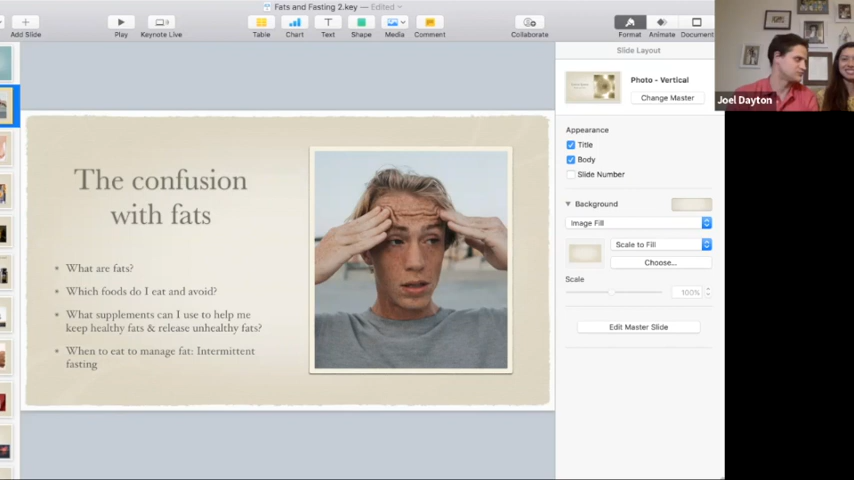 Fats and Fasting 2.key — Edited
Add Slide
Play
Keynote Live
Table
Chart
Text
Shape
Media
Comment
Collaborate
Format
Animate
Document
Slide Layout
Photo - Vertical
Change Master
Joel Dayton
Appearance
Title
Body
Slide Number
Background
Image Fill
Scale to Fill
Choose...
Scale
100%
Edit Master Slide
The confusion
with fats
• What are fats?
• Which foods do I eat and avoid?
• What supplements can I use to help me
keep healthy fats & release unhealthy fats?
• When to eat to manage fat: Intermittent
fasting